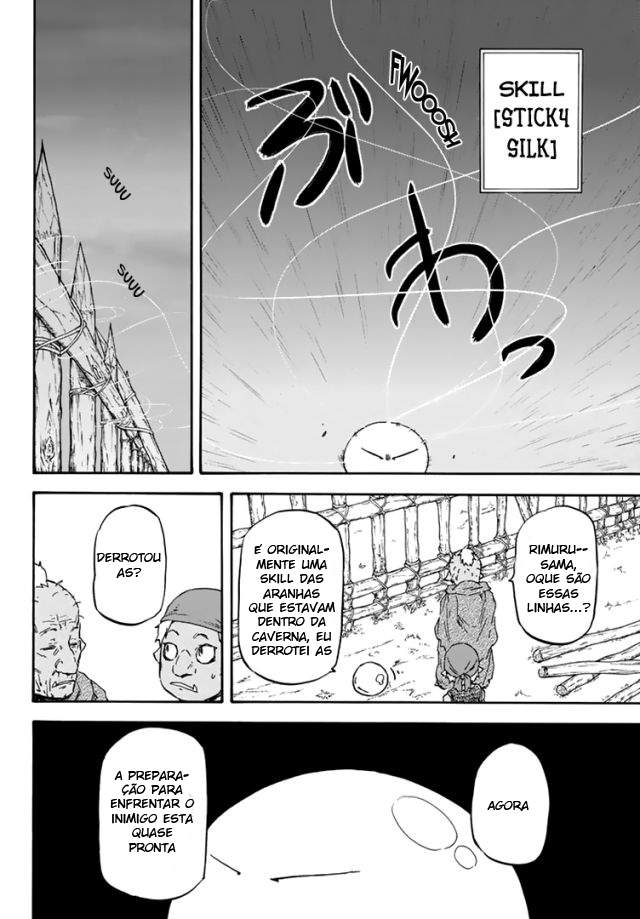 SKILL
[STICKY
SILK]
FWOOOSH
ぶ
わっ
SUUU
SUUU
RIMURU--
SAMA,
OQUE SÃO
ESSAS
LINHAS...?
E ORIGINAL-
MENTE UMA
SKILL DAS
ARANHAS
QUE ESTAVAM
DENTRO DA
CAVERNA, EU
DERROTEI AS
DERROTOU
AS?
AGORA
A PREPARA-
ÇÃO PARA
ENFRENTAR O
INIMIGO ESTA
QUASE
PRONTA